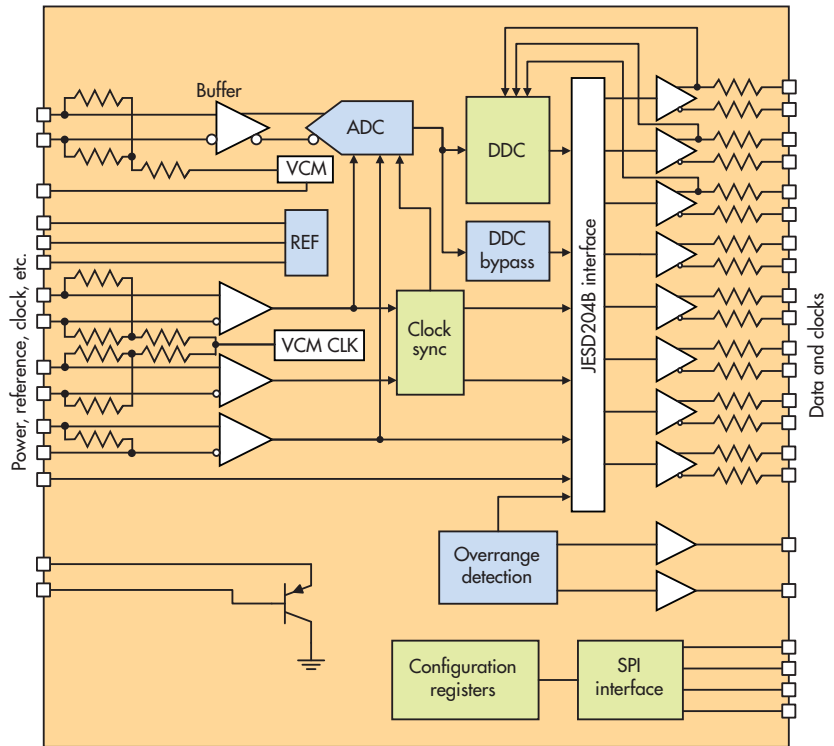 Buffer
ADC
VCM
REF
DDC
DDC
bypass
Clock
sync
VCM CLK
JESD204B interface
Power, reference, clock, etc.
Data and clocks
Overrange
detection
Configuration
registers
SPI
interface